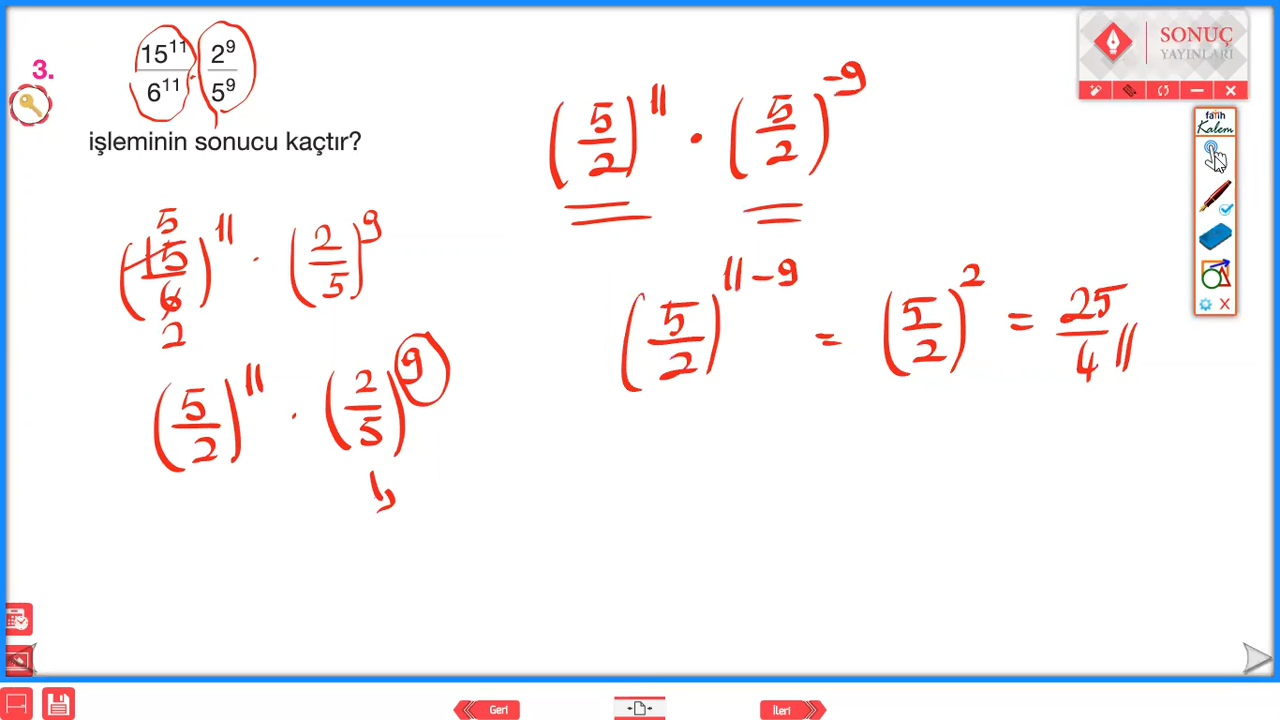 3.
15¹¹ / 6¹¹ · 2⁹ / 5⁹
işleminin sonucu kaçtır?
5
(15/6)¹¹ · (2/5)⁹
2
(5/2)¹¹ · (2/5)⁹
(5/2)¹¹ · (5/2)⁻⁹
(5/2)¹¹⁻⁹ = (5/2)² = 25/4
SONUÇ
YAYINLARI
fatih
Kalem
Geri
İleri